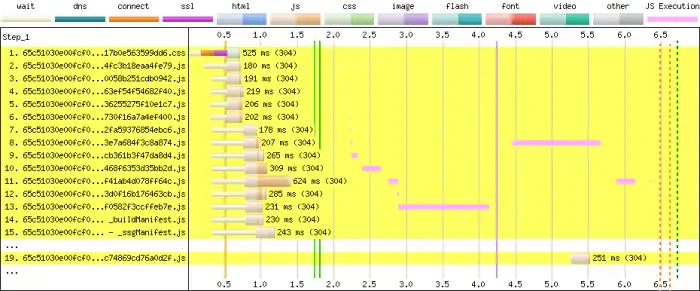 wait dns connect ssl html js css image flash font video other JS Execution
Step_1 0.5 1.0 1.5 2.0 2.5 3.0 3.5 4.0 4.5 5.0 5.5 6.0 6.5
1. 65c51030e00fcf0...17b0e563599dd6.css 525 ms (304)
2. 65c51030e00fcf0...4fc3b18eaa4fe79.js 180 ms (304)
3. 65c51030e00fcf0...0058b251cdb0942.js 191 ms (304)
4. 65c51030e00fcf0...63ef54f54682f40.js 219 ms (304)
5. 65c51030e00fcf0...36255275f10e1c7.js 206 ms (304)
6. 65c51030e00fcf0...730f16a7a4ef400.js 202 ms (304)
7. 65c51030e00fcf0...2fa59376854ebc6.js 178 ms (304)
8. 65c51030e00fcf0...3e7a684f3c8a874.js 207 ms (304)
9. 65c51030e00fcf0...cb361b3f47da8d4.js 265 ms (304)
10. 65c51030e00fcf0...468f6353d35bb2d.js 309 ms (304)
11. 65c51030e00fcf0...f41ab4d078ff64c.js 624 ms (304)
12. 65c51030e00fcf0...3d0f16b176463cb.js 285 ms (304)
13. 65c51030e00fcf0...f0582f3ccffeb7e.js 231 ms (304)
14. 65c51030e00fcf0... _buildManifest.js 230 ms (304)
15. 65c51030e00fcf0... - _ssgManifest.js 243 ms (304)
...
19. 65c51030e00fcf0...c74869cd76a0d2f.js 251 ms (304)
...
0.5 1.0 1.5 2.0 2.5 3.0 3.5 4.0 4.5 5.0 5.5 6.0 6.5